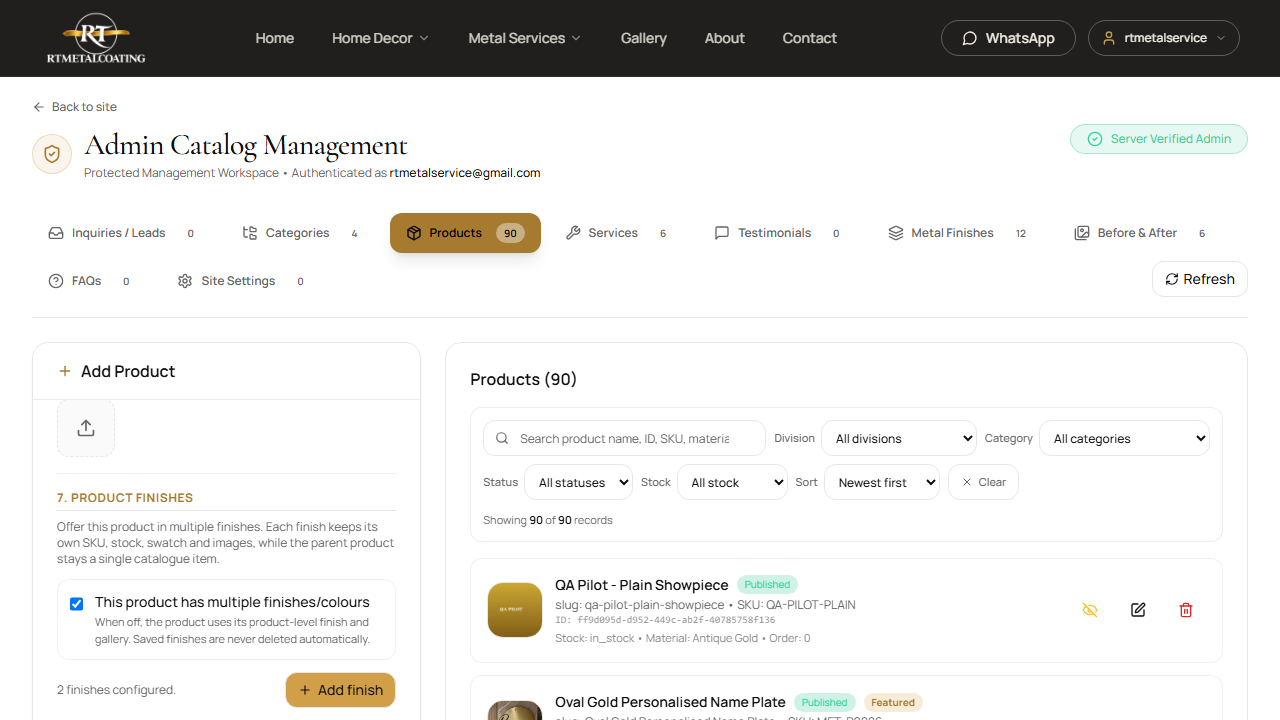 RT
RTMETALCOATING
Home
Home Decor
Metal Services
Gallery
About
Contact
WhatsApp
rtmetalservice
Back to site
Admin Catalog Management
Protected Management Workspace • Authenticated as rtmetalservice@gmail.com
Server Verified Admin
Inquiries / Leads 0
Categories 4
Products 90
Services 6
Testimonials 0
Metal Finishes 12
Before & After 6
FAQs 0
Site Settings 0
Refresh
Add Product
7. PRODUCT FINISHES
Offer this product in multiple finishes. Each finish keeps its
own SKU, stock, swatch and images, while the parent product
stays a single catalogue item.
This product has multiple finishes/colours
When off, the product uses its product-level finish and
gallery. Saved finishes are never deleted automatically.
2 finishes configured.
Add finish
Products (90)
Search product name, ID, SKU, materia
Division All divisions
Category All categories
Status All statuses
Stock All stock
Sort Newest first
Clear
Showing 90 of 90 records
QA PILOT
QA Pilot - Plain Showpiece Published
slug: qa-pilot-plain-showpiece • SKU: QA-PILOT-PLAIN
ID: ff9d095d-d952-449c-ab2f-40785758f136
Stock: in_stock • Material: Antique Gold • Order: 0
Oval Gold Personalised Name Plate Published Featured